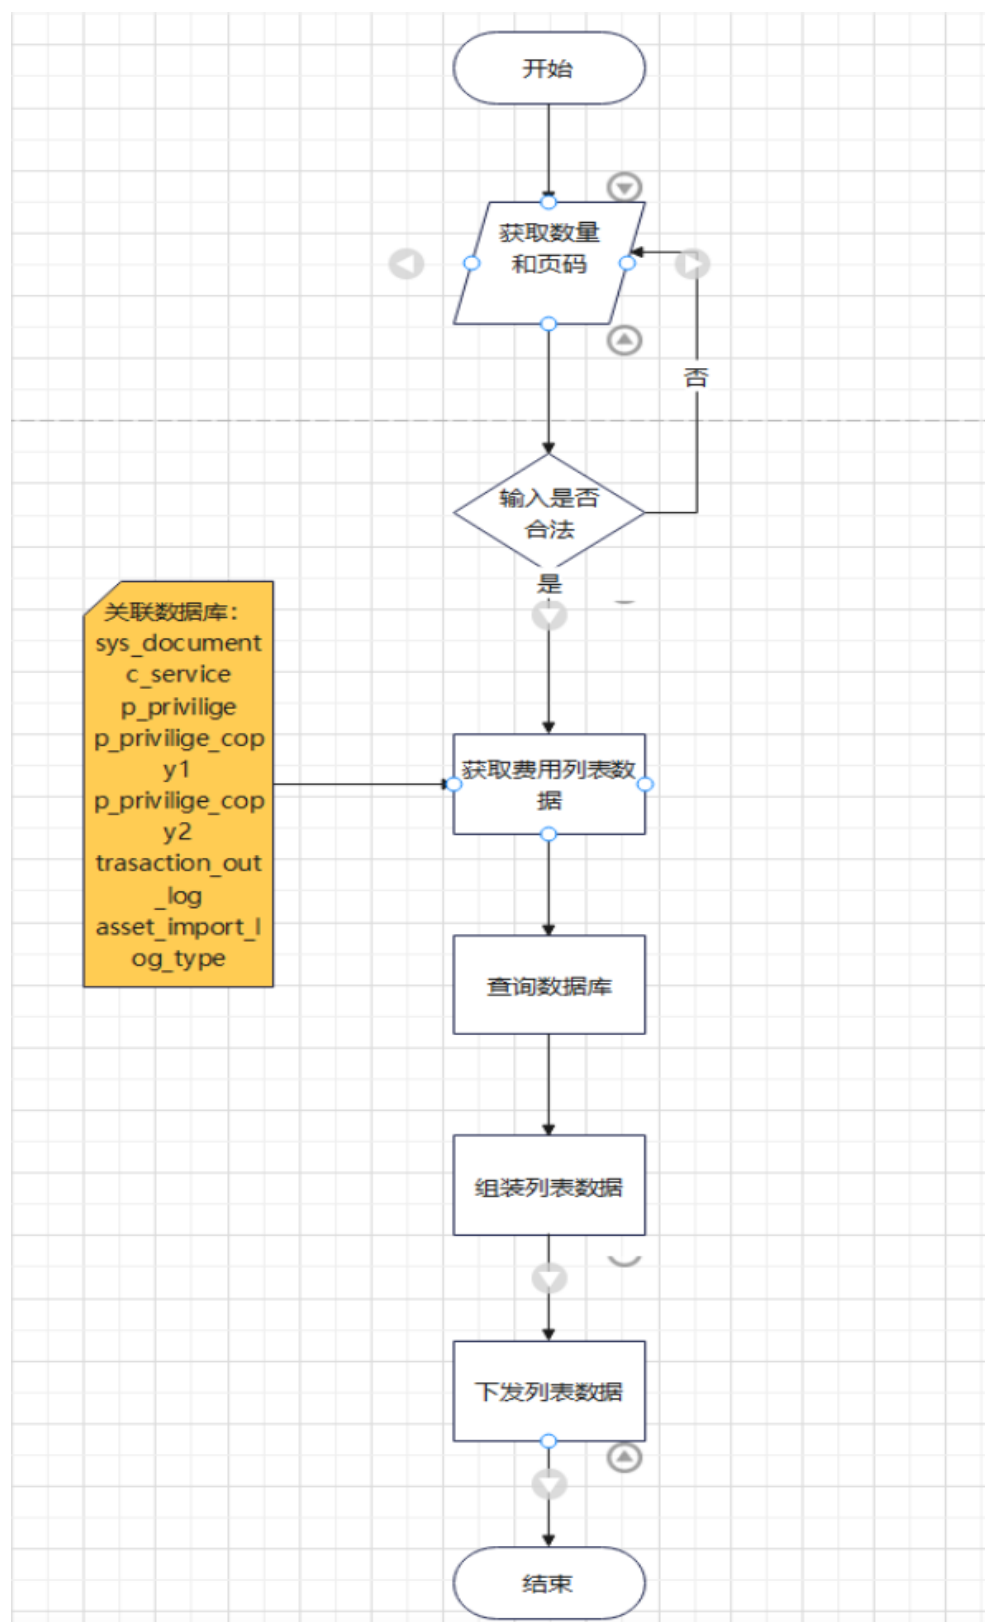 开始
获取数量
和页码
否
输入是否
合法
是
关联数据库：
sys_document
c_service
p_privilige
p_privilige_cop
y1
p_privilige_cop
y2
trasaction_out
_log
asset_import_l
og_type
获取费用列表数
据
查询数据库
组装列表数据
下发列表数据
结束